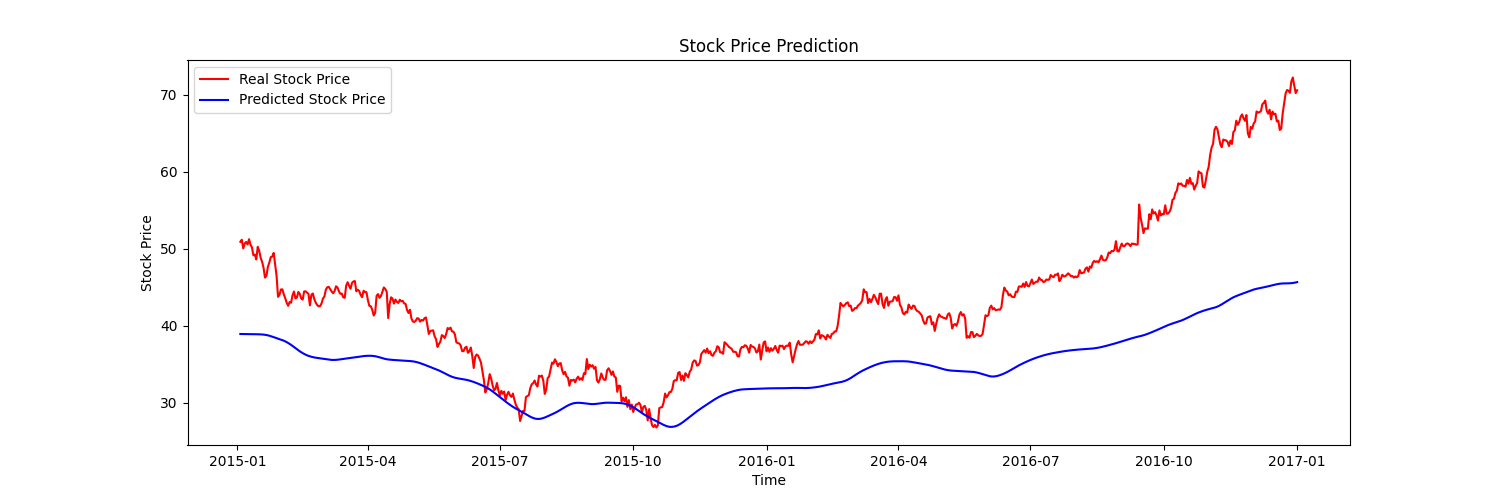 Stock Price Prediction
Real Stock Price
Predicted Stock Price
Stock Price
70
60
50
40
30
2015-01 2015-04 2015-07 2015-10 2016-01 2016-04 2016-07 2016-10 2017-01
Time